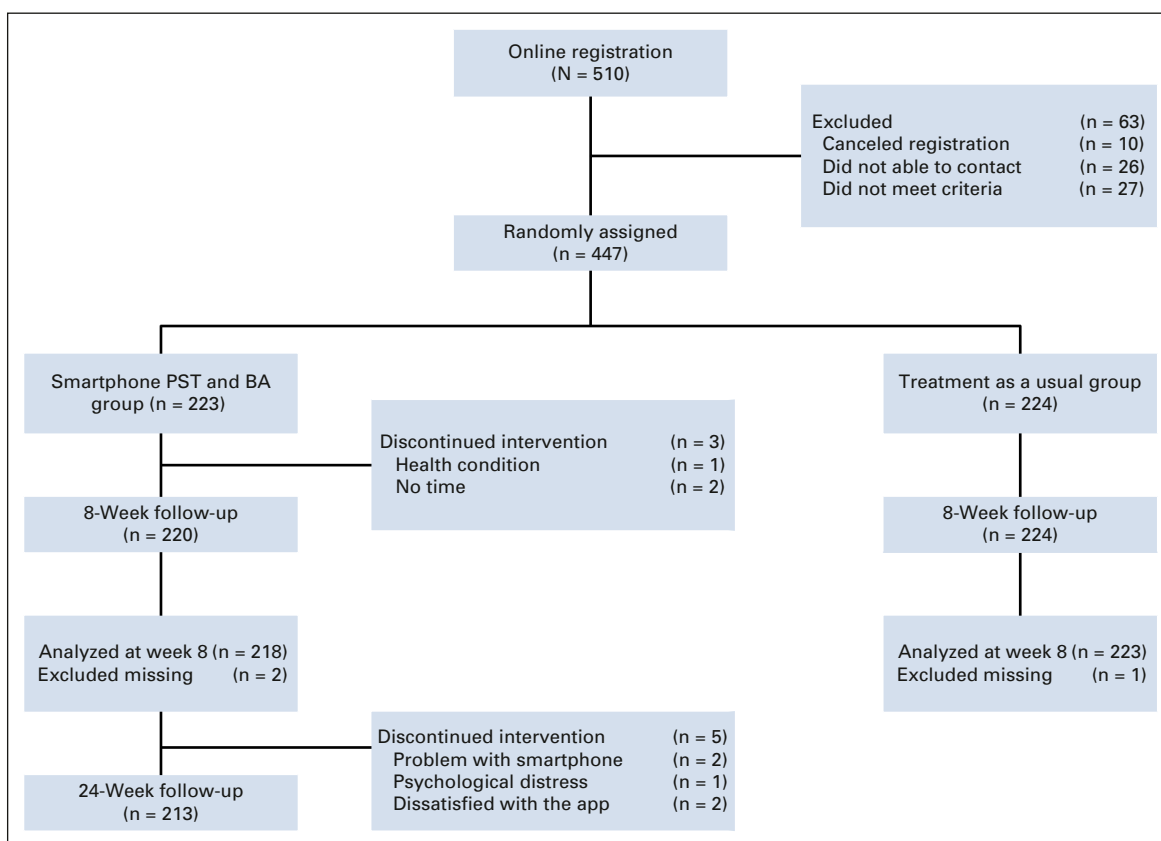 Online registration
(N = 510)
Excluded (n = 63)
Canceled registration (n = 10)
Did not able to contact (n = 26)
Did not meet criteria (n = 27)
Randomly assigned
(n = 447)
Smartphone PST and BA
group (n = 223)
Treatment as a usual group
(n = 224)
Discontinued intervention (n = 3)
Health condition (n = 1)
No time (n = 2)
8-Week follow-up
(n = 220)
8-Week follow-up
(n = 224)
Analyzed at week 8 (n = 218)
Excluded missing (n = 2)
Analyzed at week 8 (n = 223)
Excluded missing (n = 1)
Discontinued intervention (n = 5)
Problem with smartphone (n = 2)
Psychological distress (n = 1)
Dissatisfied with the app (n = 2)
24-Week follow-up
(n = 213)